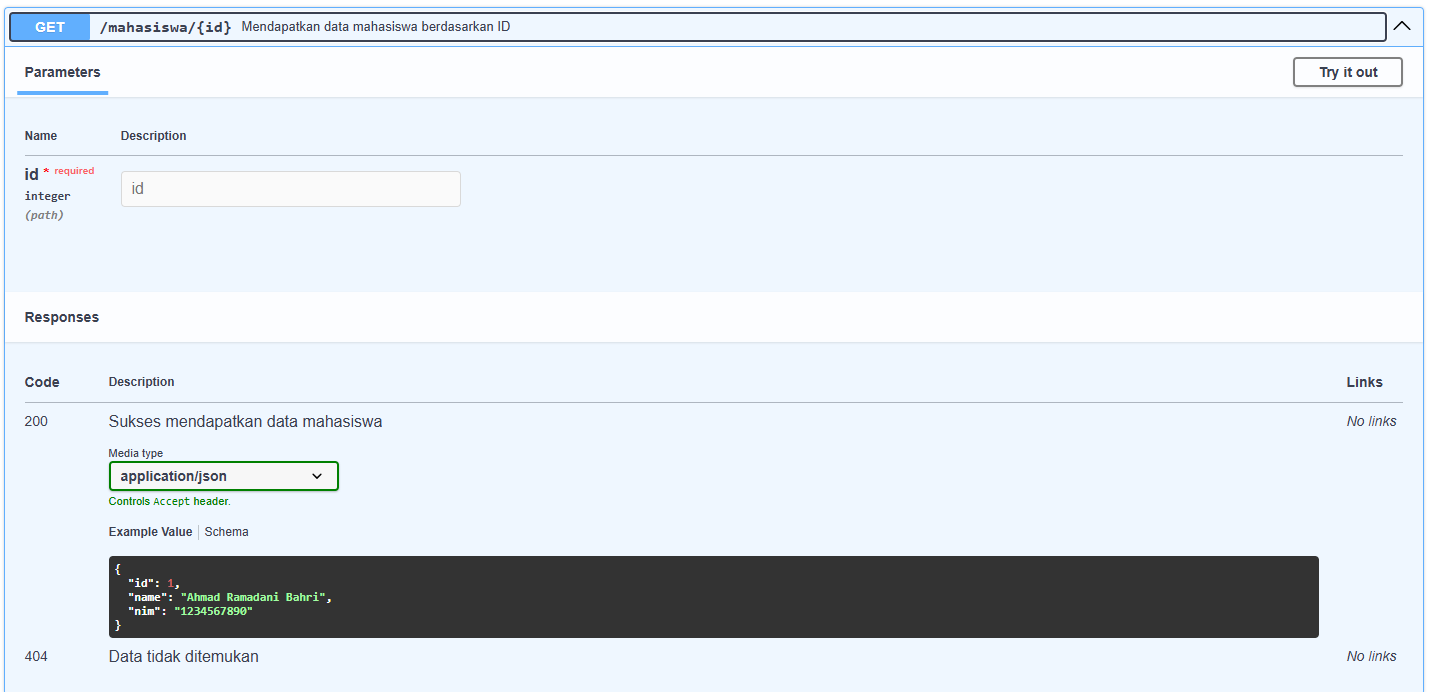 GET /mahasiswa/{id} Mendapatkan data mahasiswa berdasarkan ID
Parameters
Try it out
Name Description
id * required
integer
(path)
id
Responses
Code Description Links
200 Sukses mendapatkan data mahasiswa No links
Media type
application/json
Controls Accept header.
Example Value Schema
{
  "id": 1,
  "name": "Ahmad Ramadani Bahri",
  "nim": "1234567890"
}
404 Data tidak ditemukan No links